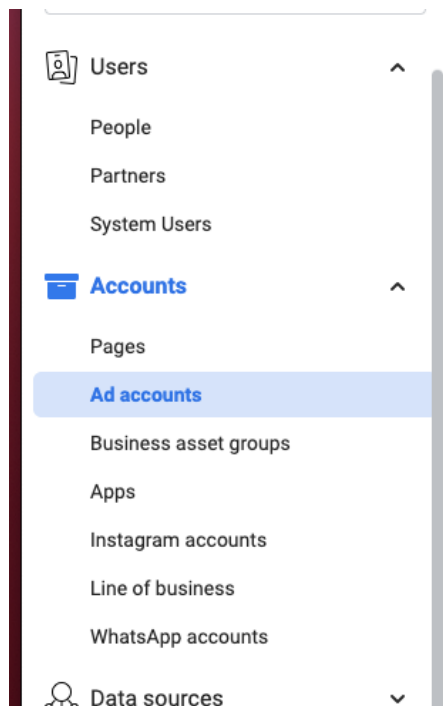 Users
People
Partners
System Users
Accounts
Pages
Ad accounts
Business asset groups
Apps
Instagram accounts
Line of business
WhatsApp accounts
Data sources